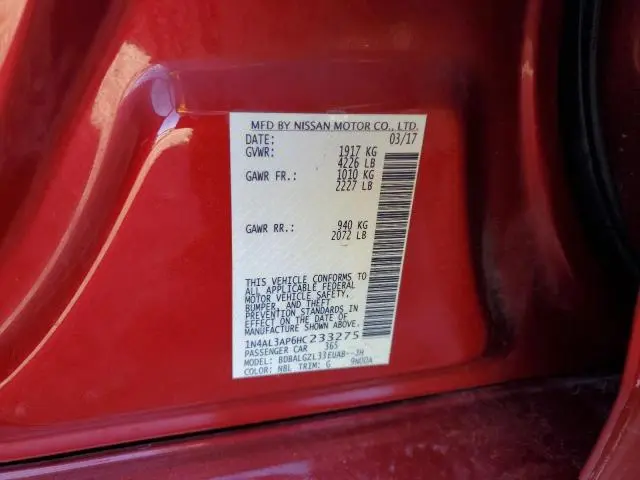 MFD BY NISSAN MOTOR CO., LTD.
DATE: 03/17
GVWR: 1917 KG
4226 LB
GAWR FR.: 1010 KG
2227 LB
GAWR RR.: 940 KG
2072 LB
THIS VEHICLE CONFORMS TO
ALL APPLICABLE FEDERAL
MOTOR VEHICLE SAFETY,
BUMPER, AND THEFT
PREVENTION STANDARDS IN
EFFECT ON THE DATE OF
MANUFACTURE SHOWN ABOVE.
1N4AL3AP6HC233275
PASSENGER CAR 365
MODEL: BDBALGZL33EUAB--JH
COLOR: NBL TRIM: G 9N00A